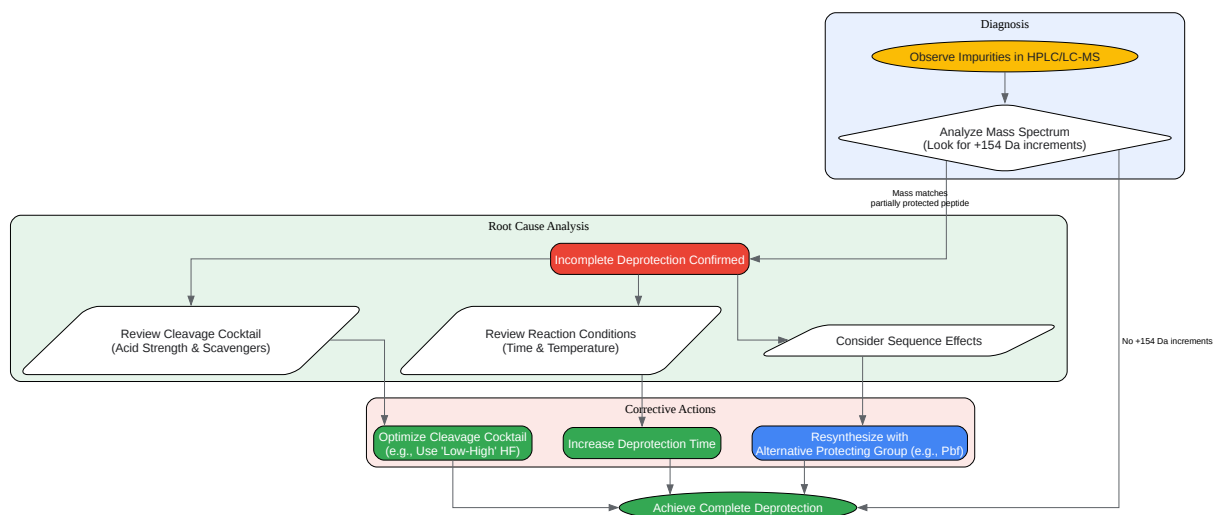 Diagnosis
Observe Impurities in HPLC/LC-MS
Analyze Mass Spectrum
(Look for +154 Da increments)
Mass matches
partially protected peptide
No +154 Da increments
Root Cause Analysis
Incomplete Deprotection Confirmed
Review Cleavage Cocktail
(Acid Strength & Scavengers)
Review Reaction Conditions
(Time & Temperature)
Consider Sequence Effects
Corrective Actions
Optimize Cleavage Cocktail
(e.g., Use 'Low-High' HF)
Increase Deprotection Time
Resynthesize with
Alternative Protecting Group (e.g., Pbf)
Achieve Complete Deprotection